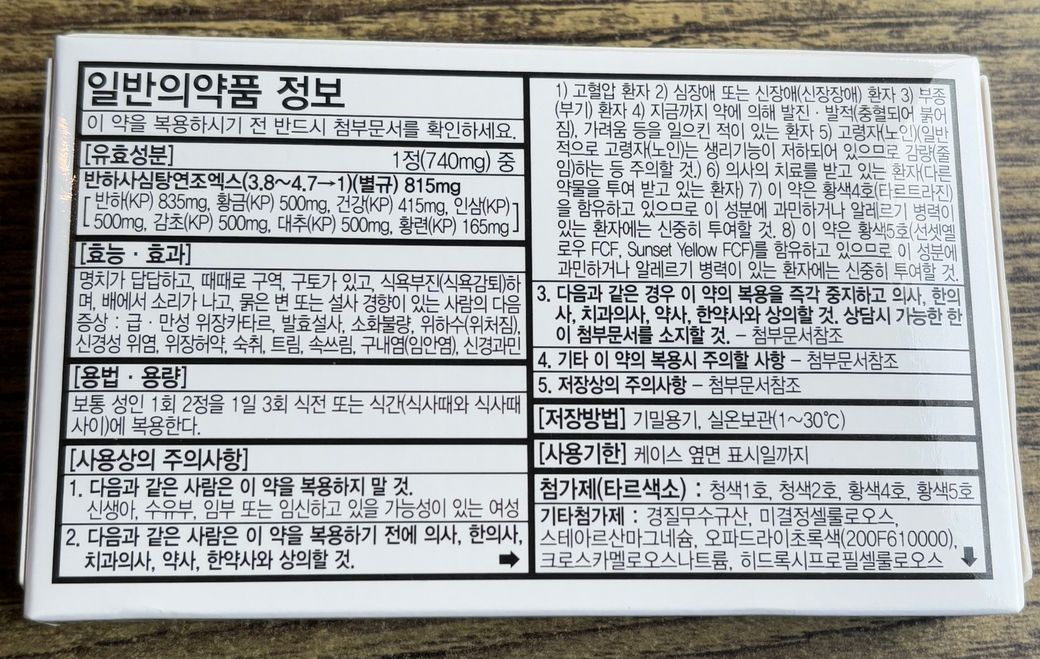 일반의약품 정보
이 약을 복용하시기 전 반드시 첨부문서를 확인하세요.
[유효성분] 1정(740mg) 중
반하사심탕연조엑스(3.8~4.7→1)(별규) 815mg
반하(KP) 835mg, 황금(KP) 500mg, 건강(KP) 415mg, 인삼(KP)
500mg, 감초(KP) 500mg, 대추(KP) 500mg, 황련(KP) 165mg
[효능·효과]
명치가 답답하고, 때때로 구역, 구토가 있고, 식욕부진(식욕감퇴)하
며, 배에서 소리가 나고, 묽은 변 또는 설사 경향이 있는 사람의 다음
증상 : 급·만성 위장카타르, 발효설사, 소화불량, 위하수(위처짐),
신경성 위염, 위장허약, 숙취, 트림, 속쓰림, 구내염(입안염), 신경과민
[용법·용량]
보통 성인 1회 2정을 1일 3회 식전 또는 식간(식사때와 식사때
사이)에 복용한다.
[사용상의 주의사항]
1. 다음과 같은 사람은 이 약을 복용하지 말 것.
신생아, 수유부, 임부 또는 임신하고 있을 가능성이 있는 여성
2. 다음과 같은 사람은 이 약을 복용하기 전에 의사, 한의사,
치과의사, 약사, 한약사와 상의할 것.
1) 고혈압 환자 2) 심장애 또는 신장애(신장장애) 환자 3) 부종
(부기) 환자 4) 지금까지 약에 의해 발진·발적(충혈되어 붉어
짐), 가려움 등을 일으킨 적이 있는 환자 5) 고령자(노인)(일반
적으로 고령자(노인)는 생리기능이 저하되어 있으므로 감량(줄
임)하는 등 주의할 것.) 6) 의사의 치료를 받고 있는 환자(다른
약물을 투여 받고 있는 환자) 7) 이 약은 황색4호(타르트라진)
을 함유하고 있으므로 이 성분에 과민하거나 알레르기 병력이
있는 환자에는 신중히 투여할 것. 8) 이 약은 황색5호(선셋옐
로우 FCF, Sunset Yellow FCF)를 함유하고 있으므로 이 성분에
과민하거나 알레르기 병력이 있는 환자에는 신중히 투여할 것.
3. 다음과 같은 경우 이 약의 복용을 즉각 중지하고 의사, 한의
사, 치과의사, 약사, 한약사와 상의할 것. 상담시 가능한 한
이 첨부문서를 소지할 것. – 첨부문서참조
4. 기타 이 약의 복용시 주의할 사항 – 첨부문서참조
5. 저장상의 주의사항 – 첨부문서참조
[저장방법] 기밀용기, 실온보관(1~30℃)
[사용기한] 케이스 옆면 표시일까지
첨가제(타르색소) : 청색1호, 청색2호, 황색4호, 황색5호
기타첨가제 : 경질무수규산, 미결정셀룰로오스,
스테아르산마그네슘, 오파드라이초록색(200F610000),
크로스카멜로오스나트륨, 히드록시프로필셀룰로오스